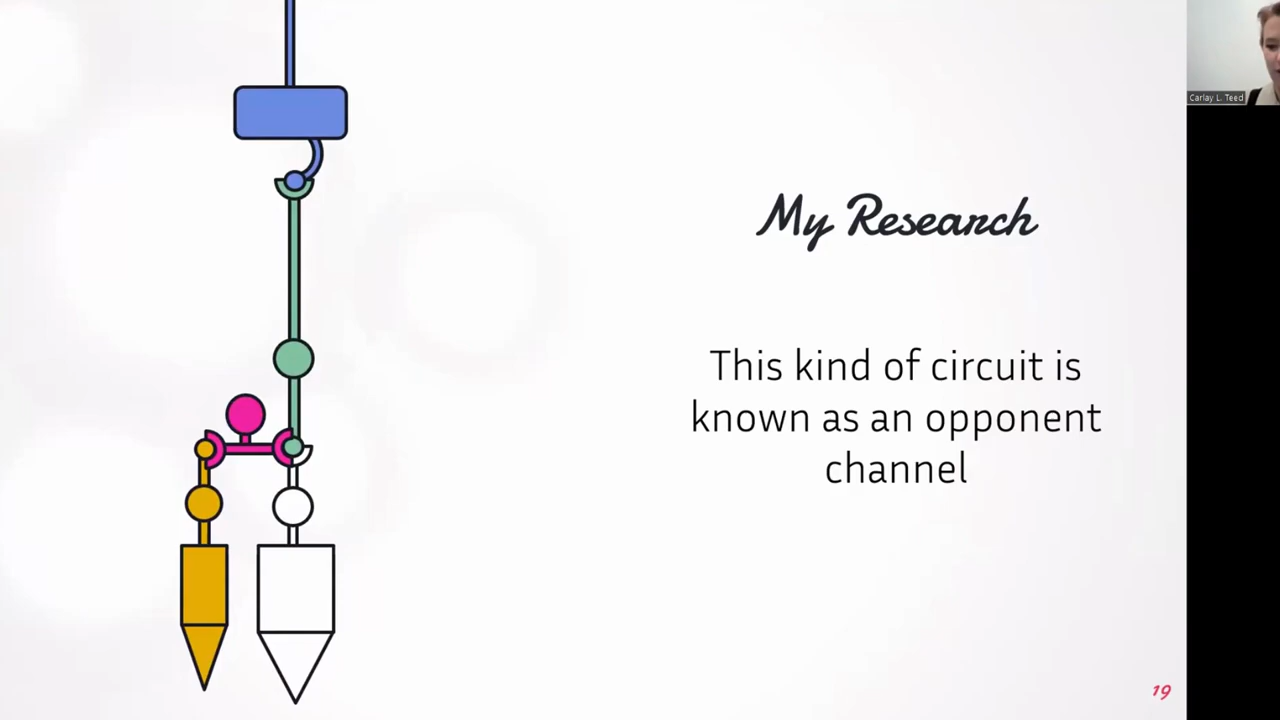 Carlay L. Teed
My Research
This kind of circuit is
known as an opponent
channel
19